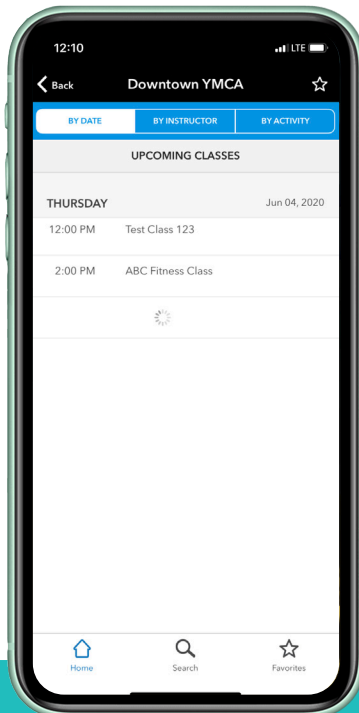 12:10 LTE
Back Downtown YMCA
BY DATE BY INSTRUCTOR BY ACTIVITY
UPCOMING CLASSES
THURSDAY Jun 04, 2020
12:00 PM Test Class 123
2:00 PM ABC Fitness Class
Home Search Favorites